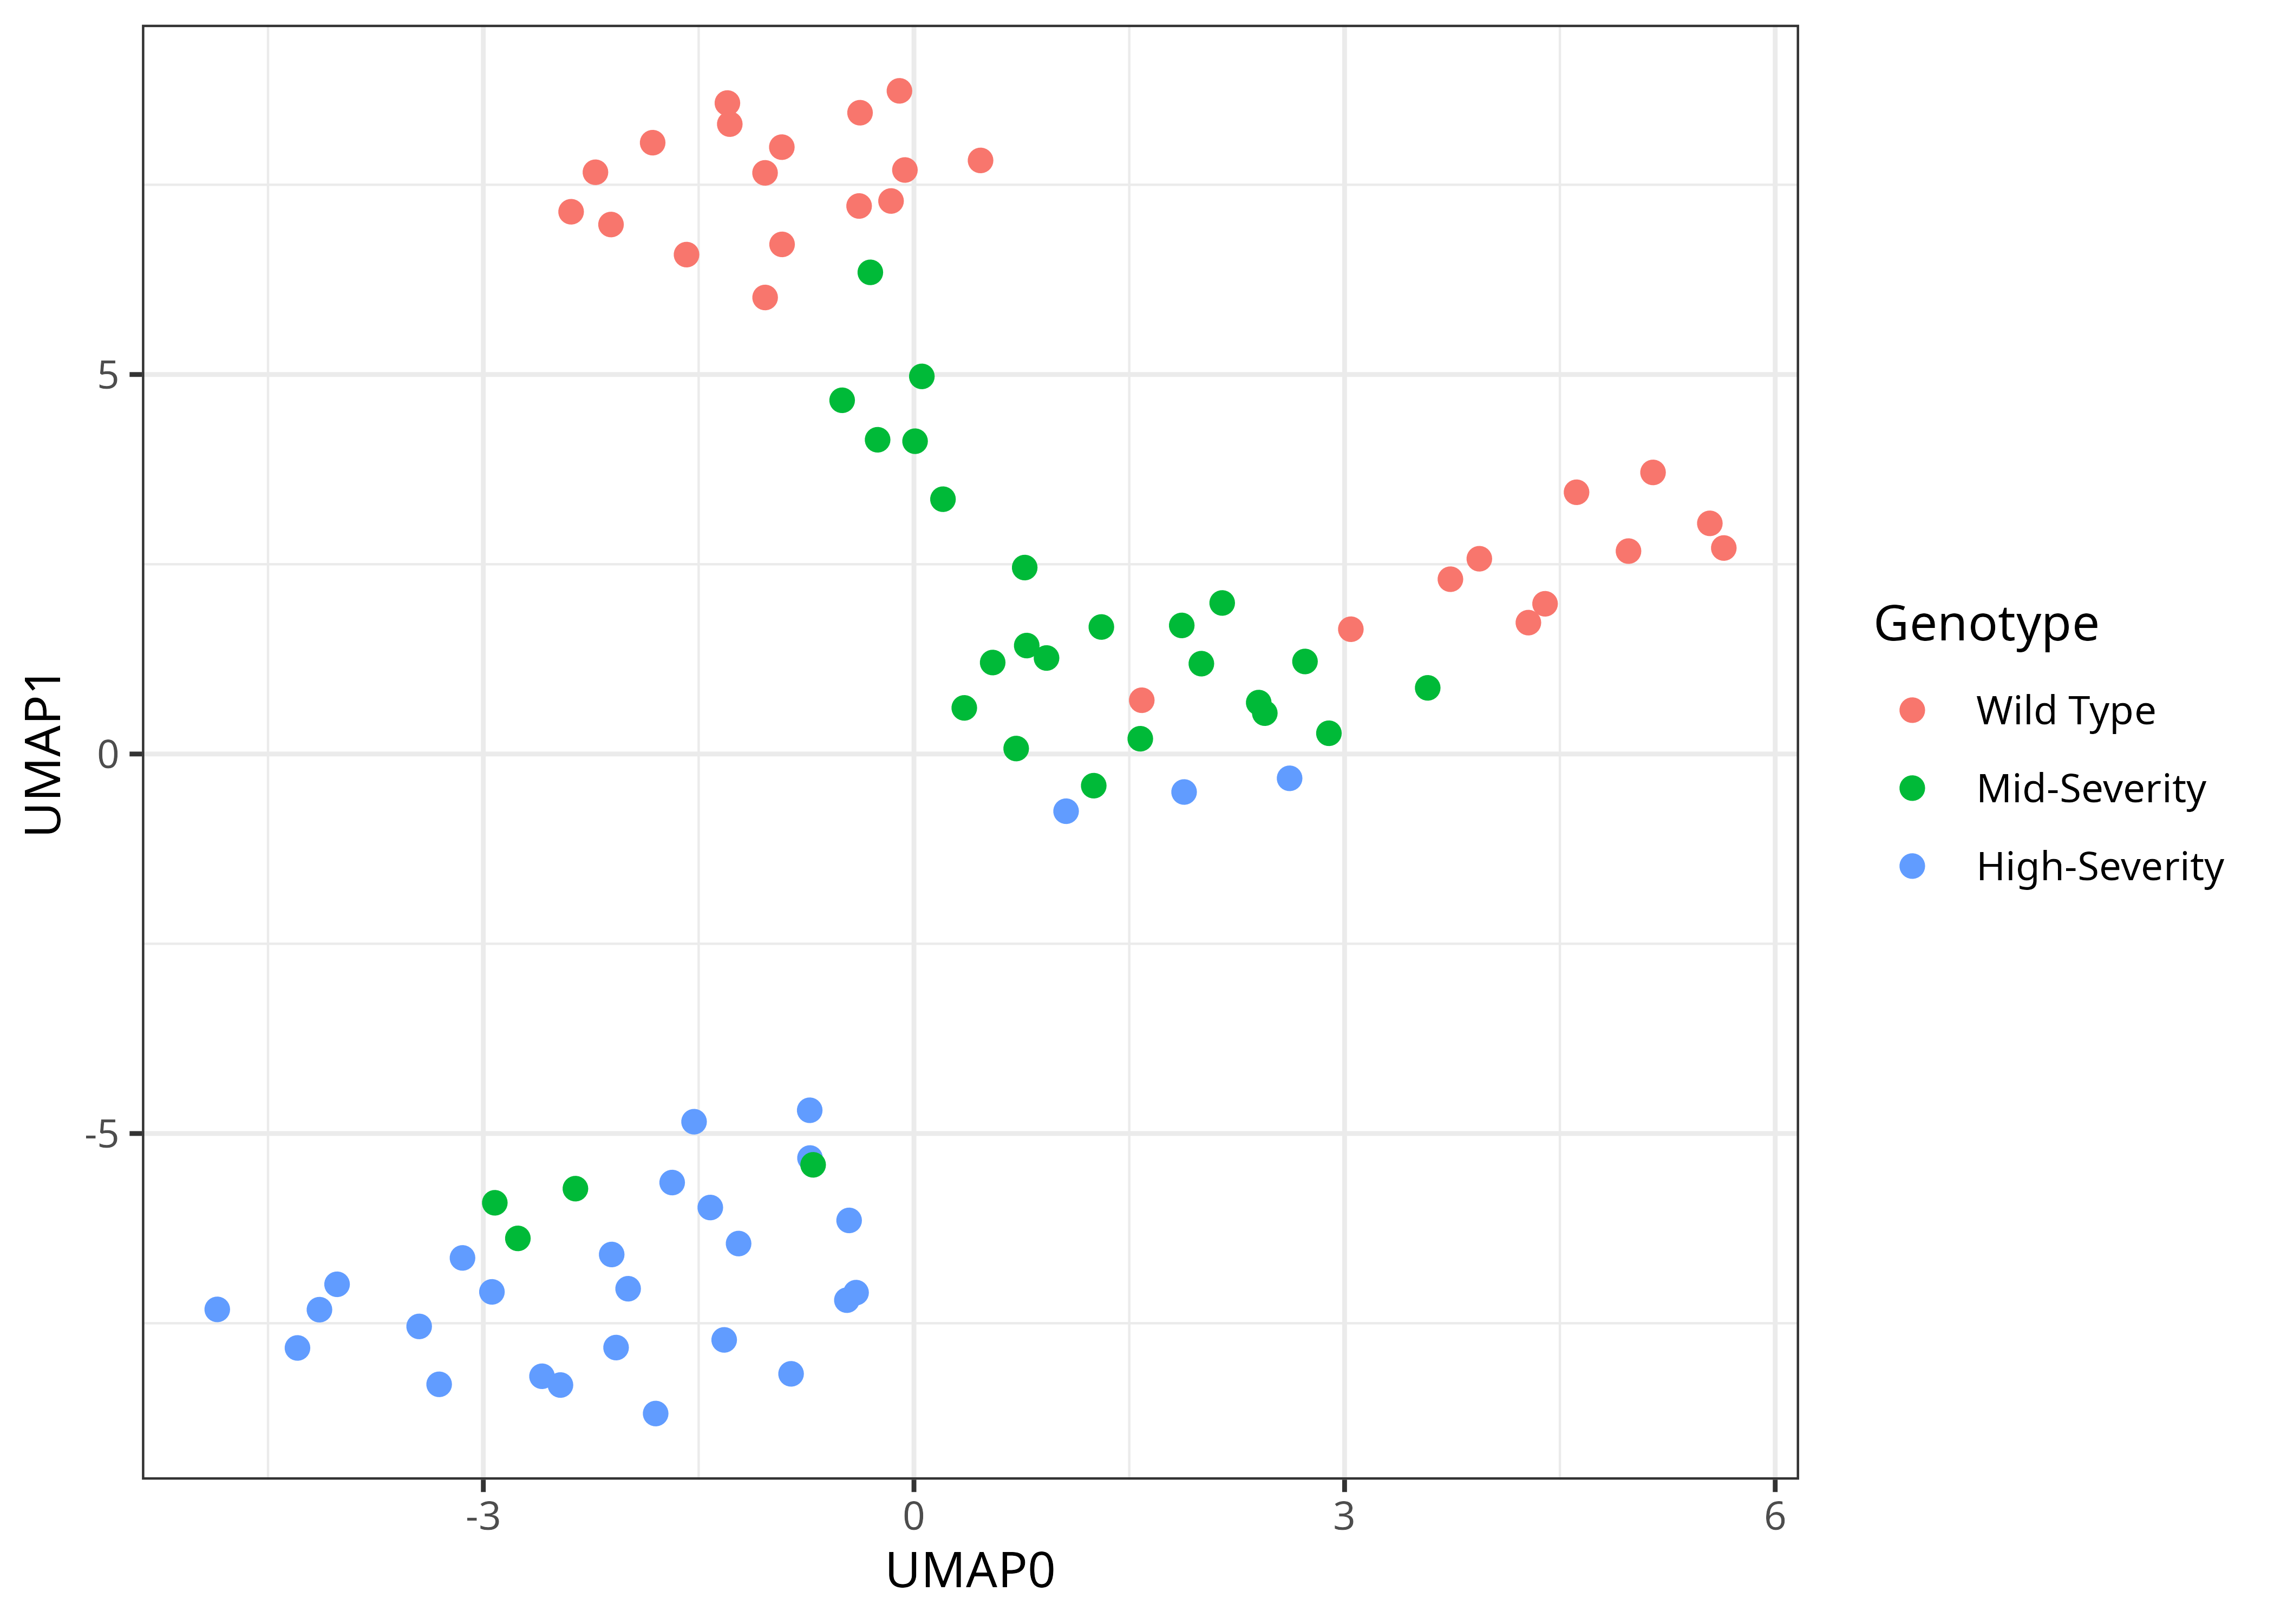 5
0
-5
-3
0
3
6
UMAP0
UMAP1
Genotype
Wild Type
Mid-Severity
High-Severity